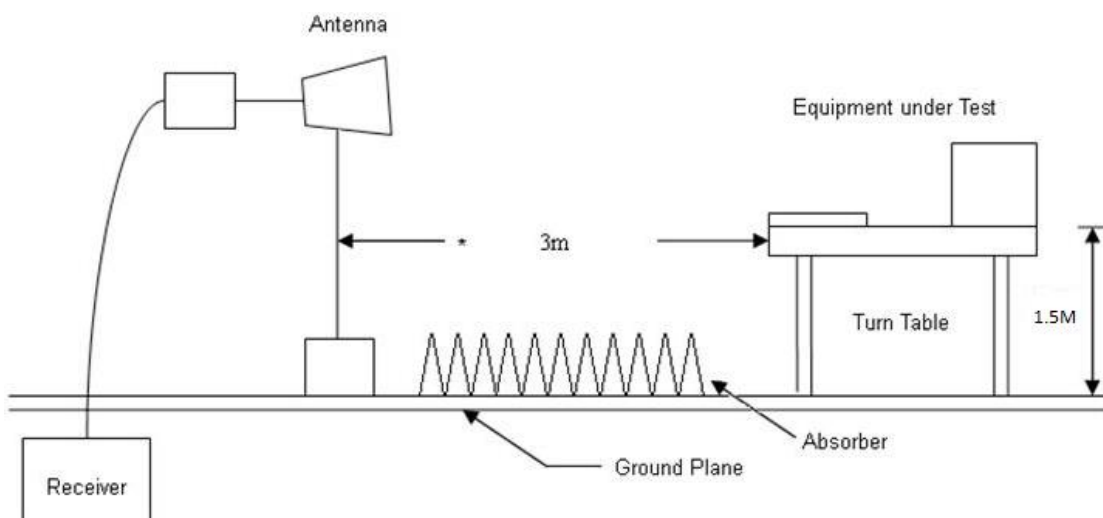 Antenna
Equipment under Test
* 3m
Turn Table
1.5M
Absorber
Ground Plane
Receiver